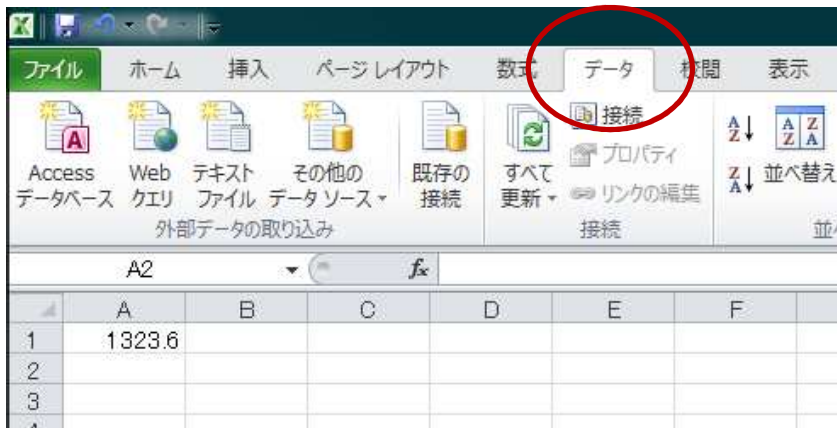 ファイル ホーム 挿入 ページ レイアウト 数式 データ 校閲 表示
Access データベース
Web クエリ
テキスト ファイル
その他の データ ソース
既存の 接続
すべて 更新
接続
プロパティ
リンクの編集
並べ替え
外部データの取り込み 接続 並
A2 fx
A B C D E F
1 1323.6
2
3